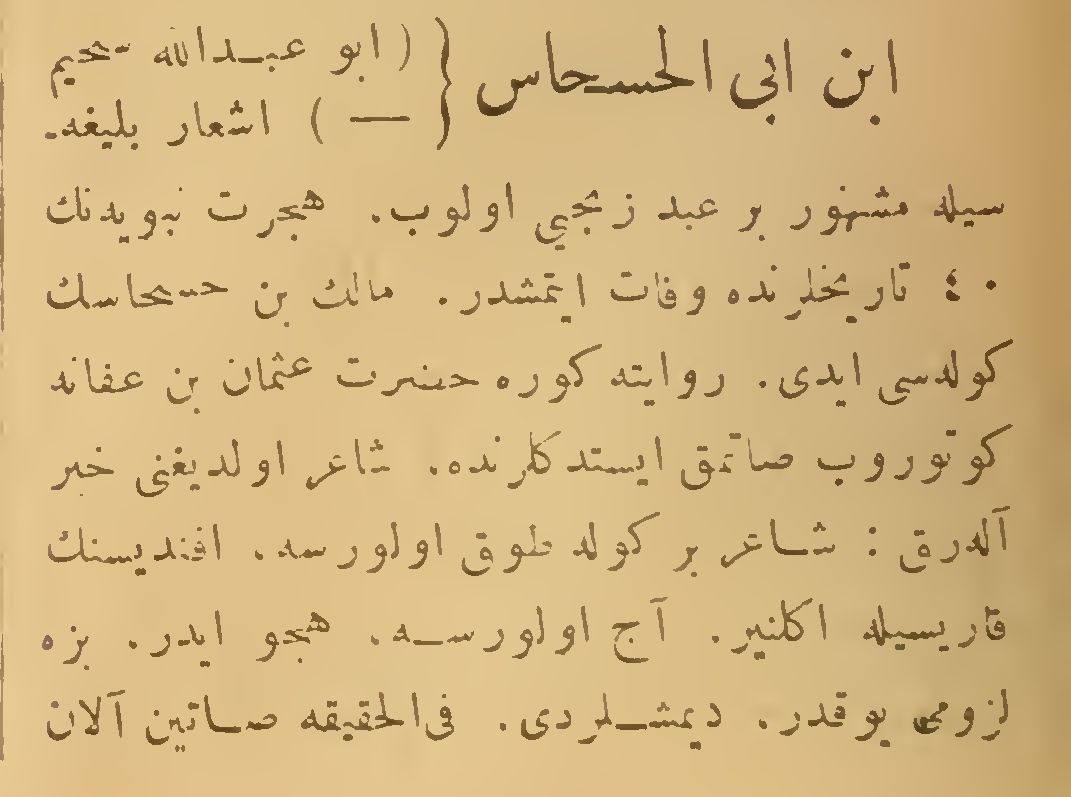 ابن ابی الحسحاس { ( ابو عبدالله سحیم
— ) اشعار بلیغه‌-
سیله مشهور بر عبد زنجی اولوب. هجرت نبویه‌نك
٤٠ تاریخلرنده وفات ایتمشدر. مالك بن حسحاسك
كوله‌سی ایدی. روایته كوره حضرت عثمان بن عفانه
كوتوروب صاتمق ایستدكلرنده. شاعر اولدیغنی خبر
آله‌رق : شاعر بر كوله طوق اولورسه. افندیسنك
قاریسیله اكلنیر. آج اولورسه. هجو ایدر. بزه
لزومی یوقدر. دیمشلردی. فی‌الحقیقه صاتین آلان